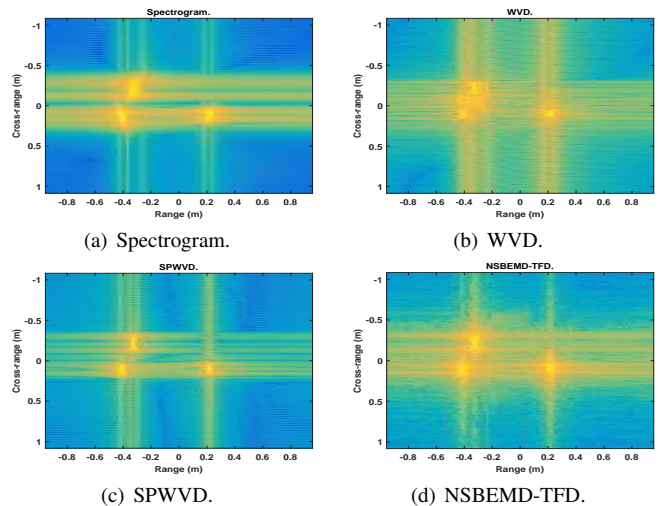 Spectrogram.
-1
-0.5
0
0.5
1
Cross-range (m)
-0.8 -0.6 -0.4 -0.2 0 0.2 0.4 0.6 0.8
Range (m)
(a) Spectrogram.
WVD.
-1
-0.5
0
0.5
1
Cross-range (m)
-0.8 -0.6 -0.4 -0.2 0 0.2 0.4 0.6 0.8
Range (m)
(b) WVD.
SPWVD.
-1
-0.5
0
0.5
1
Cross-range (m)
-0.8 -0.6 -0.4 -0.2 0 0.2 0.4 0.6 0.8
Range (m)
(c) SPWVD.
NSBEMD-TFD.
-1
-0.5
0
0.5
1
Cross-range (m)
-0.8 -0.6 -0.4 -0.2 0 0.2 0.4 0.6 0.8
Range (m)
(d) NSBEMD-TFD.